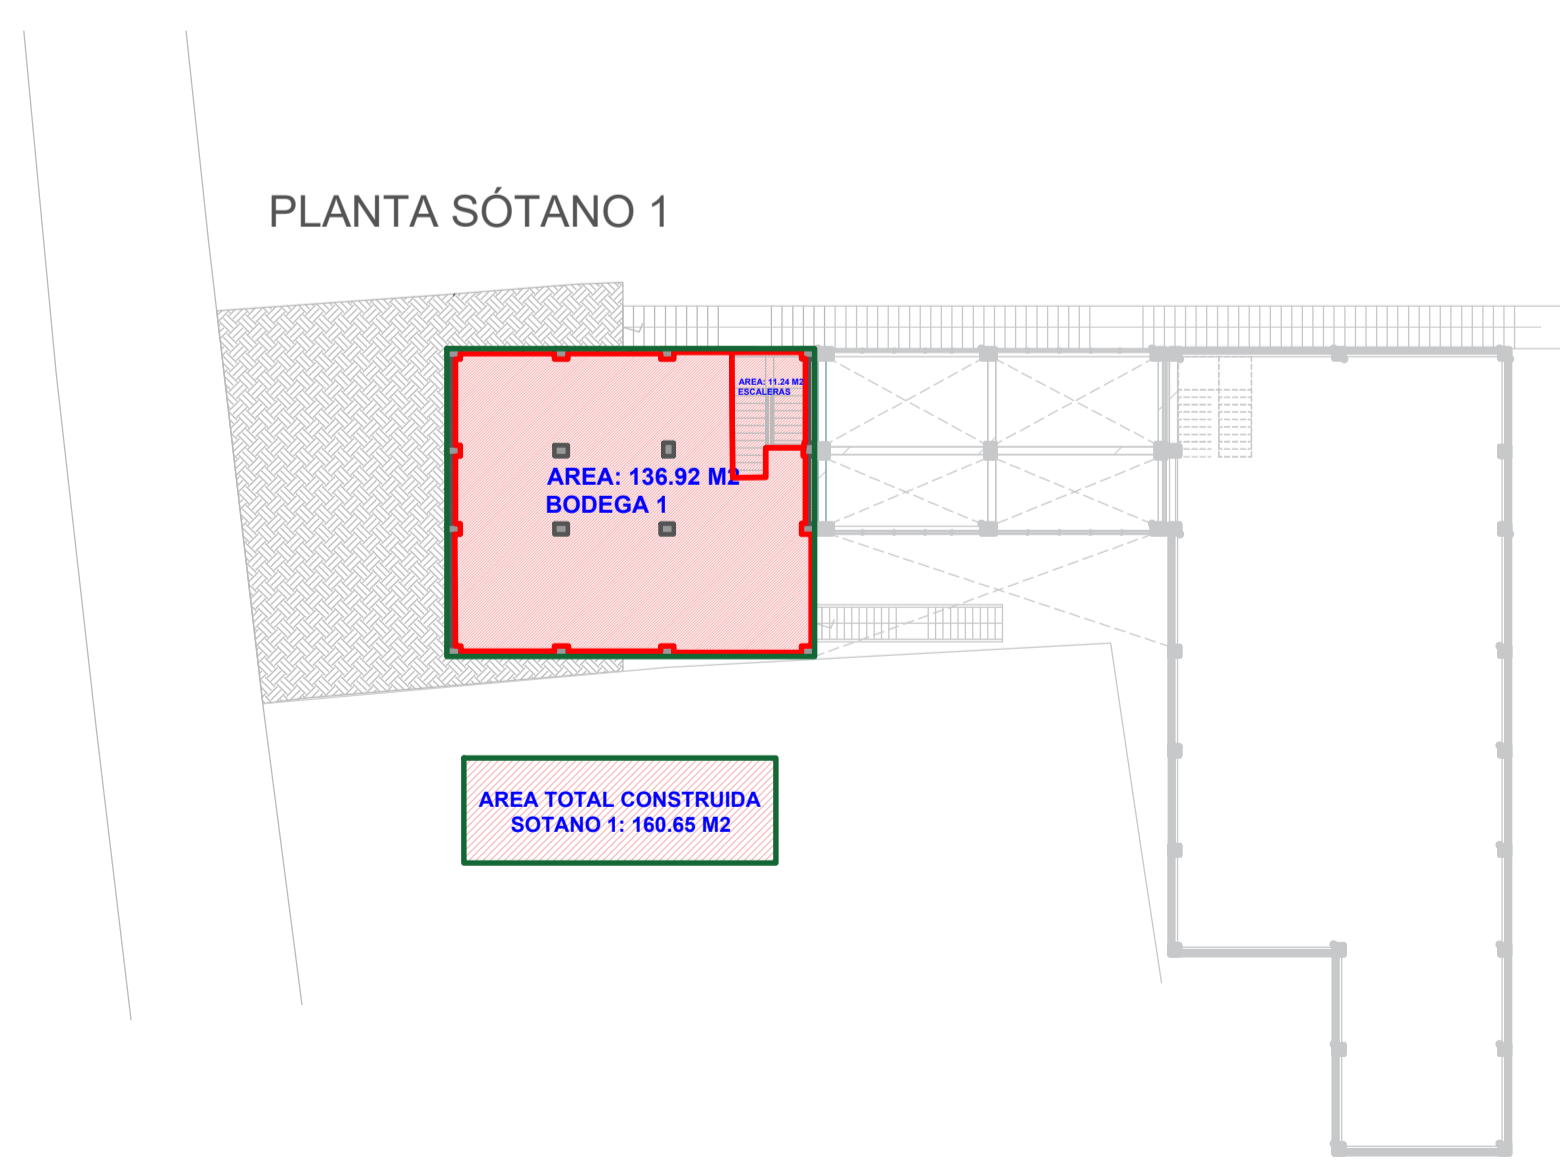 PLANTA SÓTANO 1
AREA: 11.24 M2
ESCALERAS
AREA: 136.92 M2
BODEGA 1
AREA TOTAL CONSTRUIDA
SOTANO 1: 160.65 M2